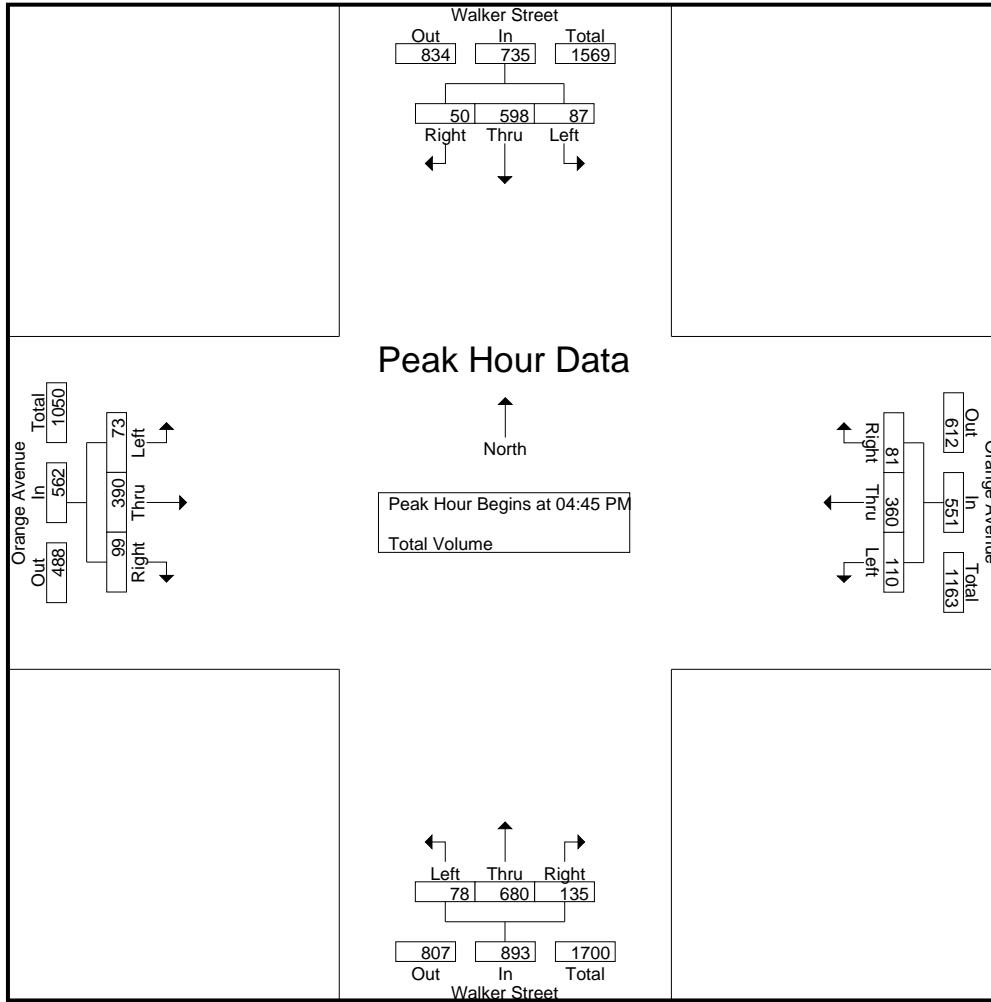 Walker Street
Out In Total
834 735 1569
50 598 87
Right Thru Left
Peak Hour Data
North
Peak Hour Begins at 04:45 PM
Total Volume
Orange Avenue
Total In Out
1050 562 488
73 390 99
Left Thru Right
Orange Avenue
Out In Total
612 551 1163
81 360 110
Right Thru Left
Left Thru Right
78 680 135
807 893 1700
Out In Total
Walker Street